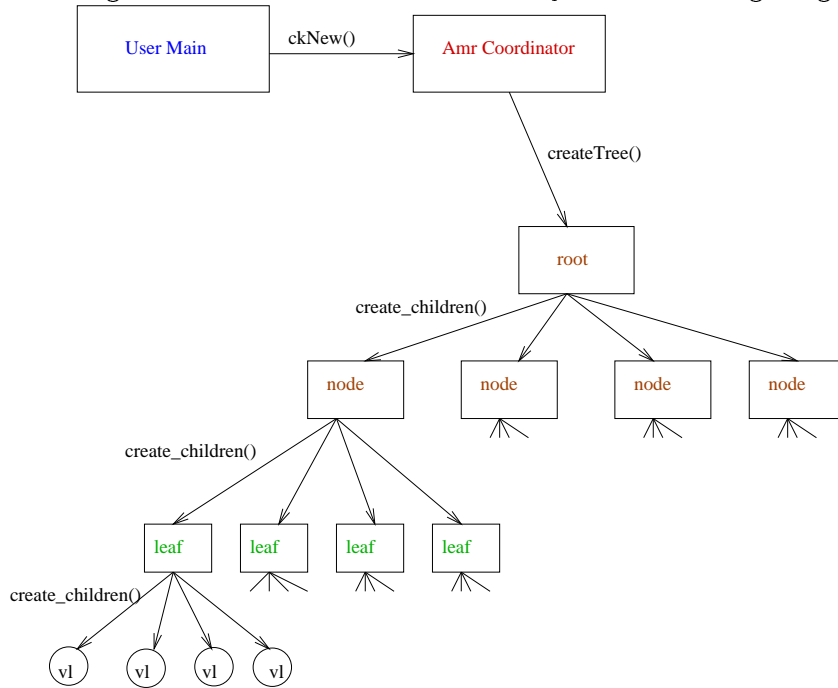 User Main
ckNew()
Amr Coordinator
createTree()
root
create_children()
node
node
node
node
create_children()
leaf
leaf
leaf
leaf
create_children()
vl
vl
vl
vl